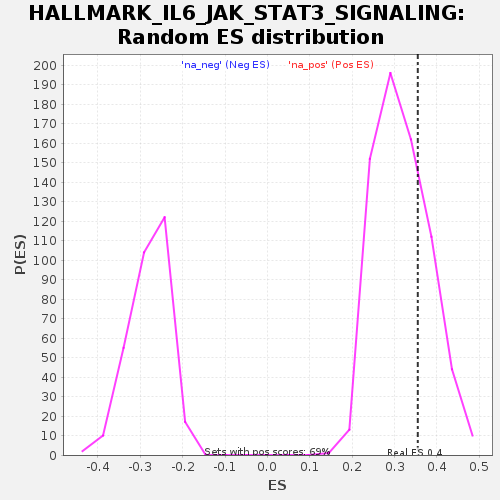 HALLMARK_IL6_JAK_STAT3_SIGNALING:
Random ES distribution
'na_neg' (Neg ES) 'na_pos' (Pos ES)
200
190
180
170
160
150
140
130
120
110
100
90
80
70
60
50
40
30
20
10
0
P(ES)
Sets with pos scores: 69%
Real ES 0.4
-0.4 -0.3 -0.2 -0.1 0.0 0.1 0.2 0.3 0.4 0.5
ES